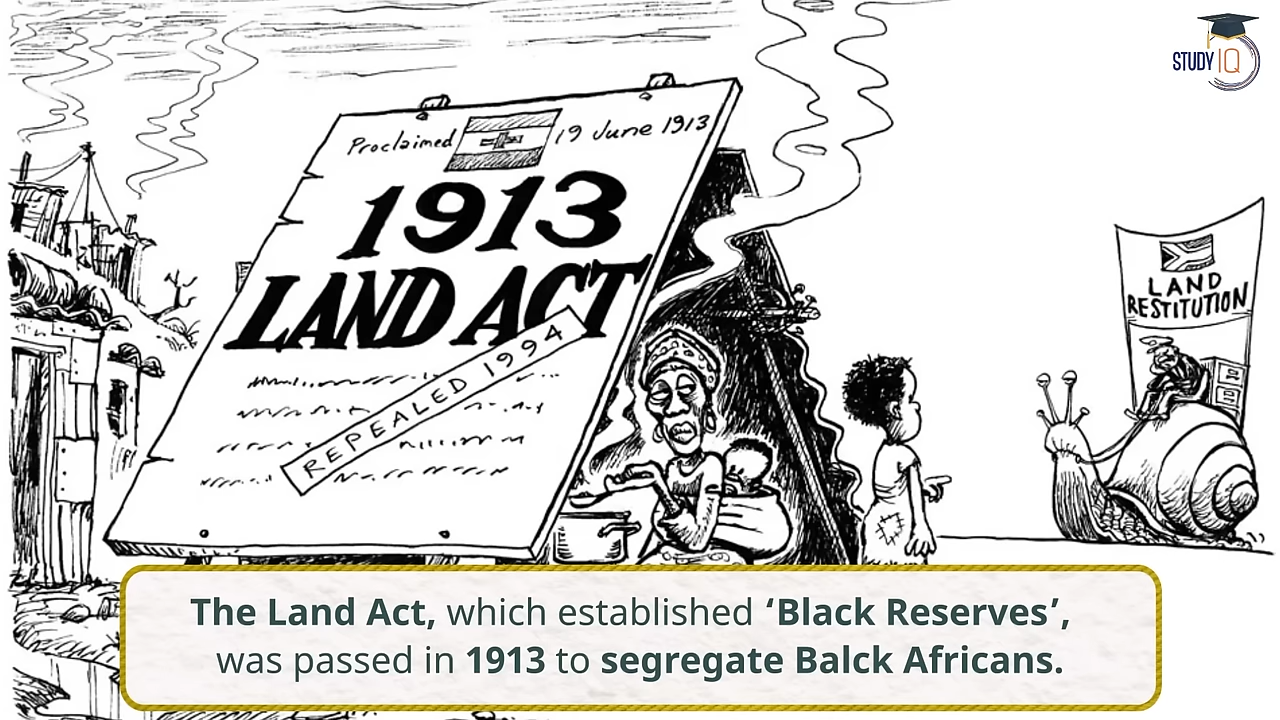 STUDY IQ
Proclaimed 19 June 1913
1913
LAND ACT
REPEALED 1994
LAND
RESTITUTION
The Land Act, which established ‘Black Reserves’,
was passed in 1913 to segregate Balck Africans.